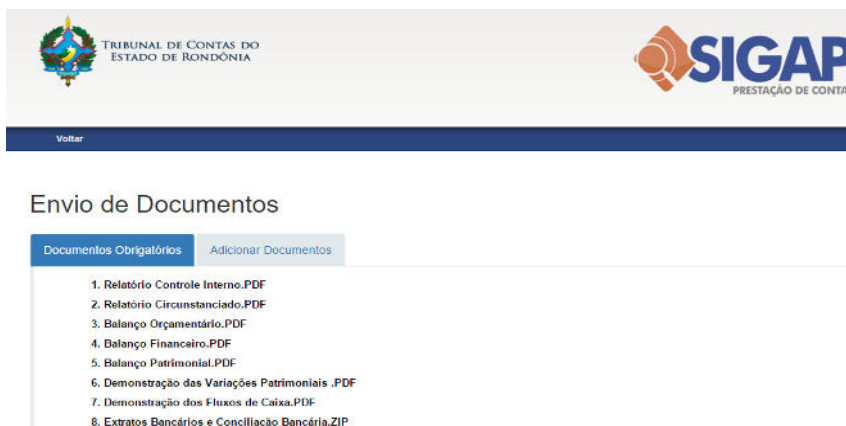 TRIBUNAL DE CONTAS DO
ESTADO DE RONDÔNIA
SIGAP
PRESTAÇÃO DE CONTA
Voltar
Envio de Documentos
Documentos Obrigatórios
Adicionar Documentos
1. Relatório Controle Interno.PDF
2. Relatório Circunstanciado.PDF
3. Balanço Orçamentário.PDF
4. Balanço Financeiro.PDF
5. Balanço Patrimonial.PDF
6. Demonstração das Variações Patrimoniais .PDF
7. Demonstração dos Fluxos de Caixa.PDF
8. Extratos Bancários e Conciliação Bancária.ZIP